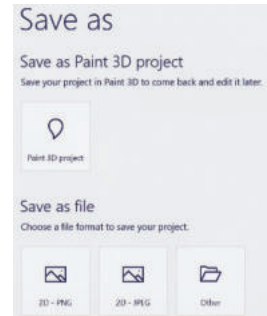 Save as
Save as Paint 3D project
Save your project in Paint 3D to come back and edit it later.
Paint 3D project
Save as file
Choose a file format to save your project.
2D - PNG
2D - JPEG
Other